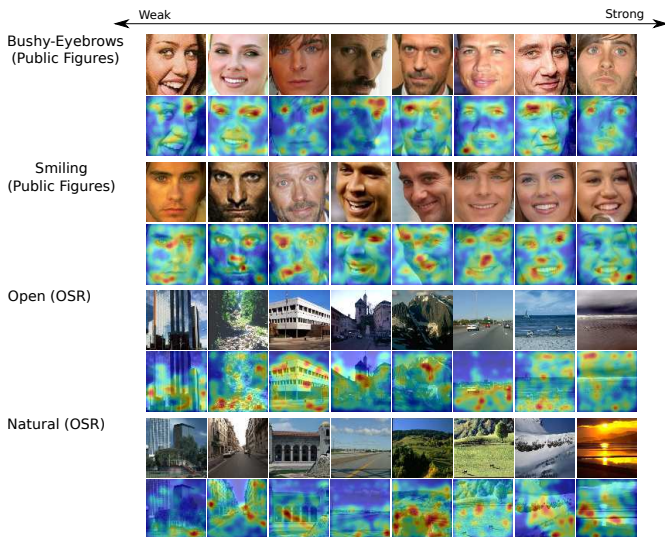 Weak
Strong
Bushy-Eyebrows
(Public Figures)
Smiling
(Public Figures)
Open (OSR)
Natural (OSR)